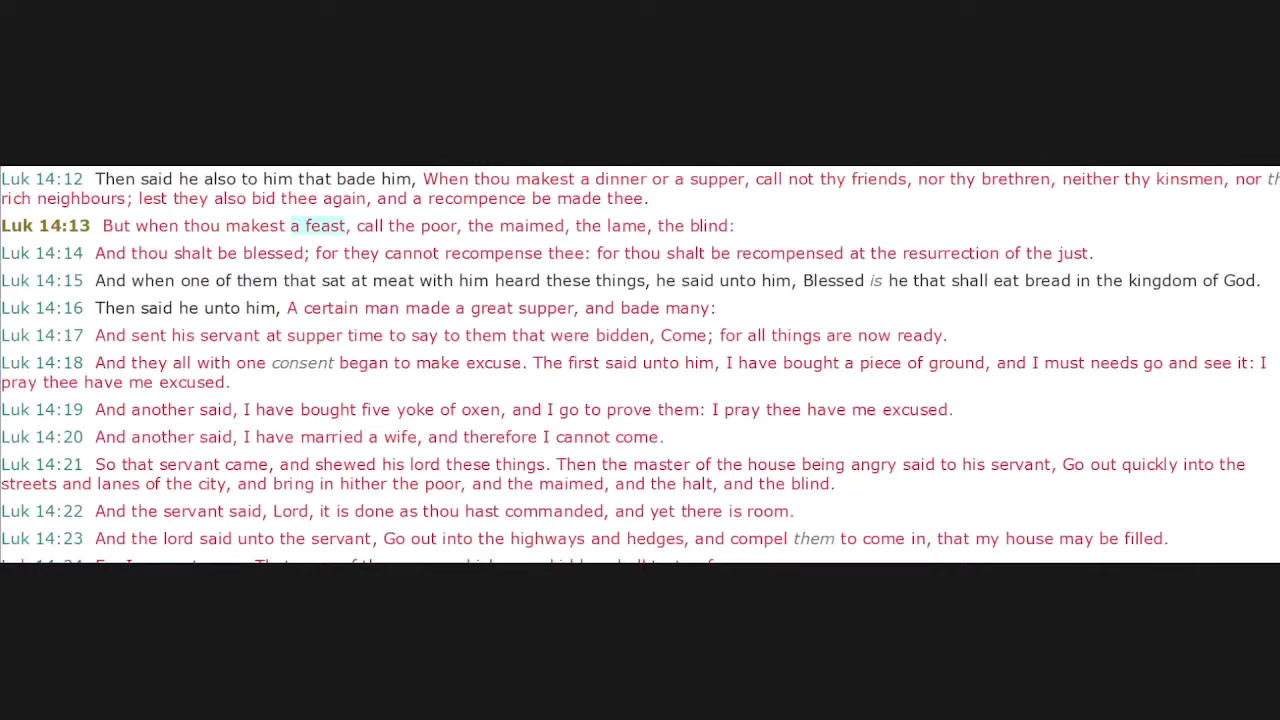 Luk 14:12 Then said he also to him that bade him, When thou makest a dinner or a supper, call not thy friends, nor thy brethren, neither thy kinsmen, nor
rich neighbours; lest they also bid thee again, and a recompence be made thee.
Luk 14:13 But when thou makest a feast, call the poor, the maimed, the lame, the blind:
Luk 14:14 And thou shalt be blessed; for they cannot recompense thee: for thou shalt be recompensed at the resurrection of the just.
Luk 14:15 And when one of them that sat at meat with him heard these things, he said unto him, Blessed is he that shall eat bread in the kingdom of God.
Luk 14:16 Then said he unto him, A certain man made a great supper, and bade many:
Luk 14:17 And sent his servant at supper time to say to them that were bidden, Come; for all things are now ready.
Luk 14:18 And they all with one consent began to make excuse. The first said unto him, I have bought a piece of ground, and I must needs go and see it: I
pray thee have me excused.
Luk 14:19 And another said, I have bought five yoke of oxen, and I go to prove them: I pray thee have me excused.
Luk 14:20 And another said, I have married a wife, and therefore I cannot come.
Luk 14:21 So that servant came, and shewed his lord these things. Then the master of the house being angry said to his servant, Go out quickly into the
streets and lanes of the city, and bring in hither the poor, and the maimed, and the halt, and the blind.
Luk 14:22 And the servant said, Lord, it is done as thou hast commanded, and yet there is room.
Luk 14:23 And the lord said unto the servant, Go out into the highways and hedges, and compel them to come in, that my house may be filled.